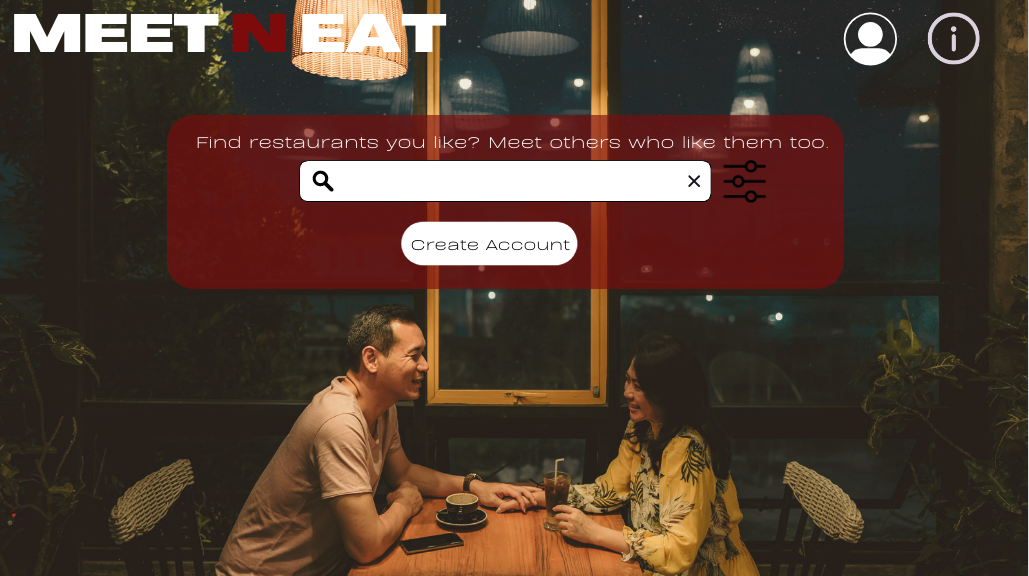 MEET N EAT
Find restaurants you like? Meet others who like them too.
Create Account